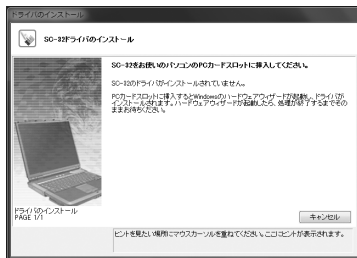 ドライバのインストール
SC-32ドライバのインストール
SC-32をお使いのパソコンのPCカードスロットに挿入してください。
SC-32のドライバがインストールされていません。
PCカードスロットに挿入するとWindowsのハードウェアウィザードが起動し、ドライバが
インストールされます。ハードウェアウィザードが起動したら、処理が終了するまでその
ままお待ちください。
ドライバのインストール
PAGE 1/1
キャンセル
ヒントを見たい場所にマウスカーソルを重ねてください。ここにヒントが表示されます。